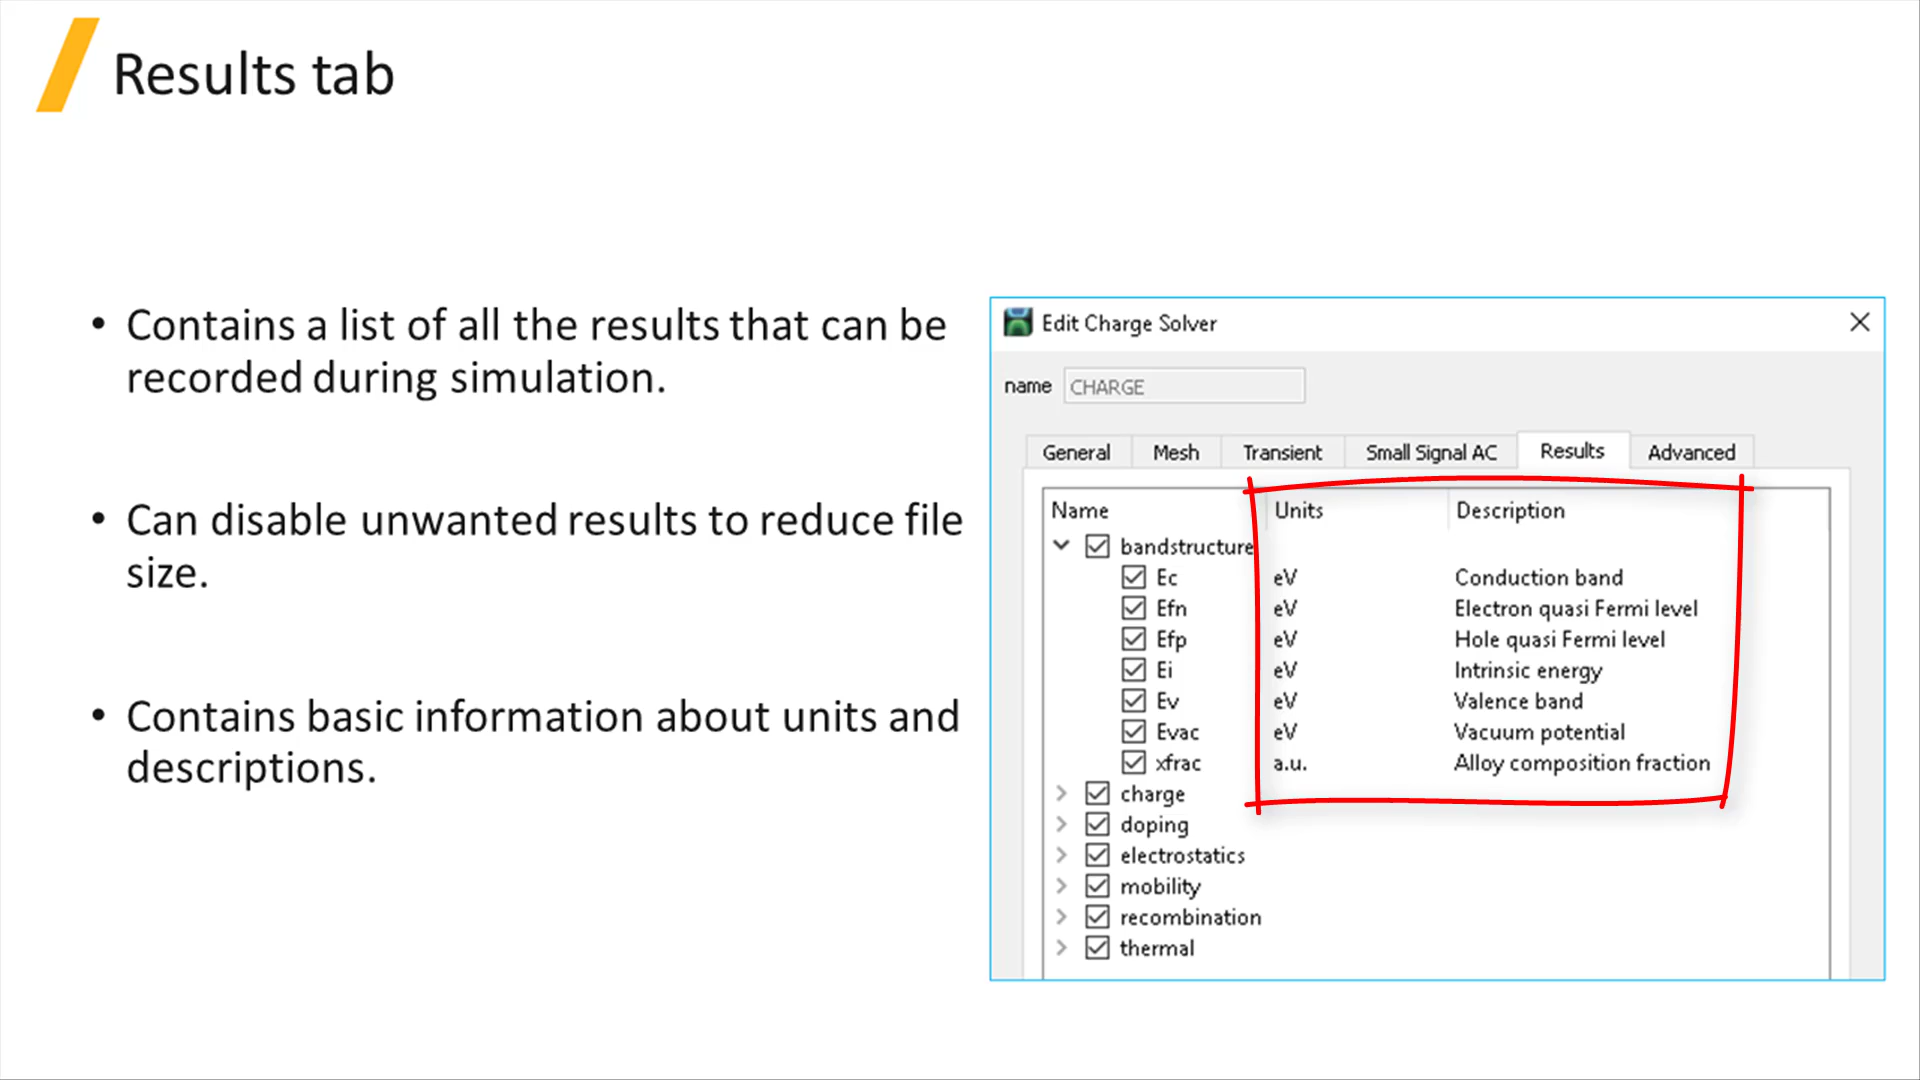 Results tab
• Contains a list of all the results that can be
recorded during simulation.
• Can disable unwanted results to reduce file
size.
• Contains basic information about units and
descriptions.
Edit Charge Solver
name CHARGE
General Mesh Transient Small Signal AC Results Advanced
Name Units Description
bandstructure
Ec eV Conduction band
Efn eV Electron quasi Fermi level
Efp eV Hole quasi Fermi level
Ei eV Intrinsic energy
Ev eV Valence band
Evac eV Vacuum potential
xfrac a.u. Alloy composition fraction
charge
doping
electrostatics
mobility
recombination
thermal